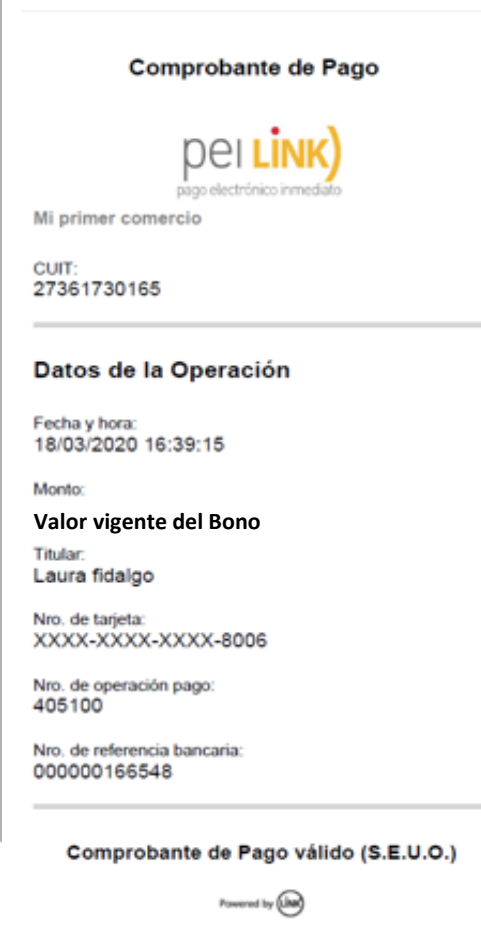 Comprobante de Pago
pei LiNK)
pago electrónico inmediato
Mi primer comercio
CUIT:
27361730165
Datos de la Operación
Fecha y hora:
18/03/2020 16:39:15
Monto:
Valor vigente del Bono
Titular:
Laura fidalgo
Nro. de tarjeta:
XXXX-XXXX-XXXX-8006
Nro. de operación pago:
405100
Nro. de referencia bancaria:
000000166548
Comprobante de Pago válido (S.E.U.O.)
Powered by LiNK